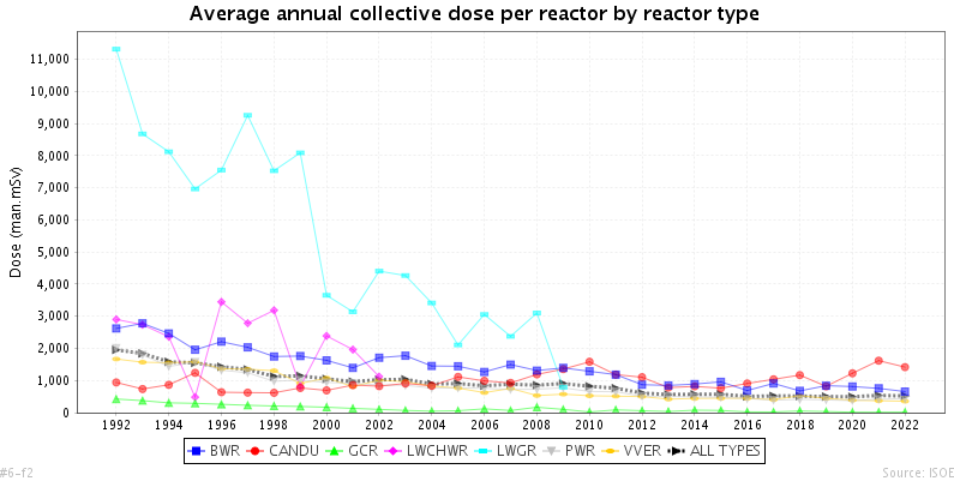 Average annual collective dose per reactor by reactor type
Dose (man.mSv)
11,000
10,000
9,000
8,000
7,000
6,000
5,000
4,000
3,000
2,000
1,000
0
1992 1994 1996 1998 2000 2002 2004 2006 2008 2010 2012 2014 2016 2018 2020 2022
BWR CANDU GCR LWCHWR LWGR PWR VVER ALL TYPES
#6-f2
Source: ISOE